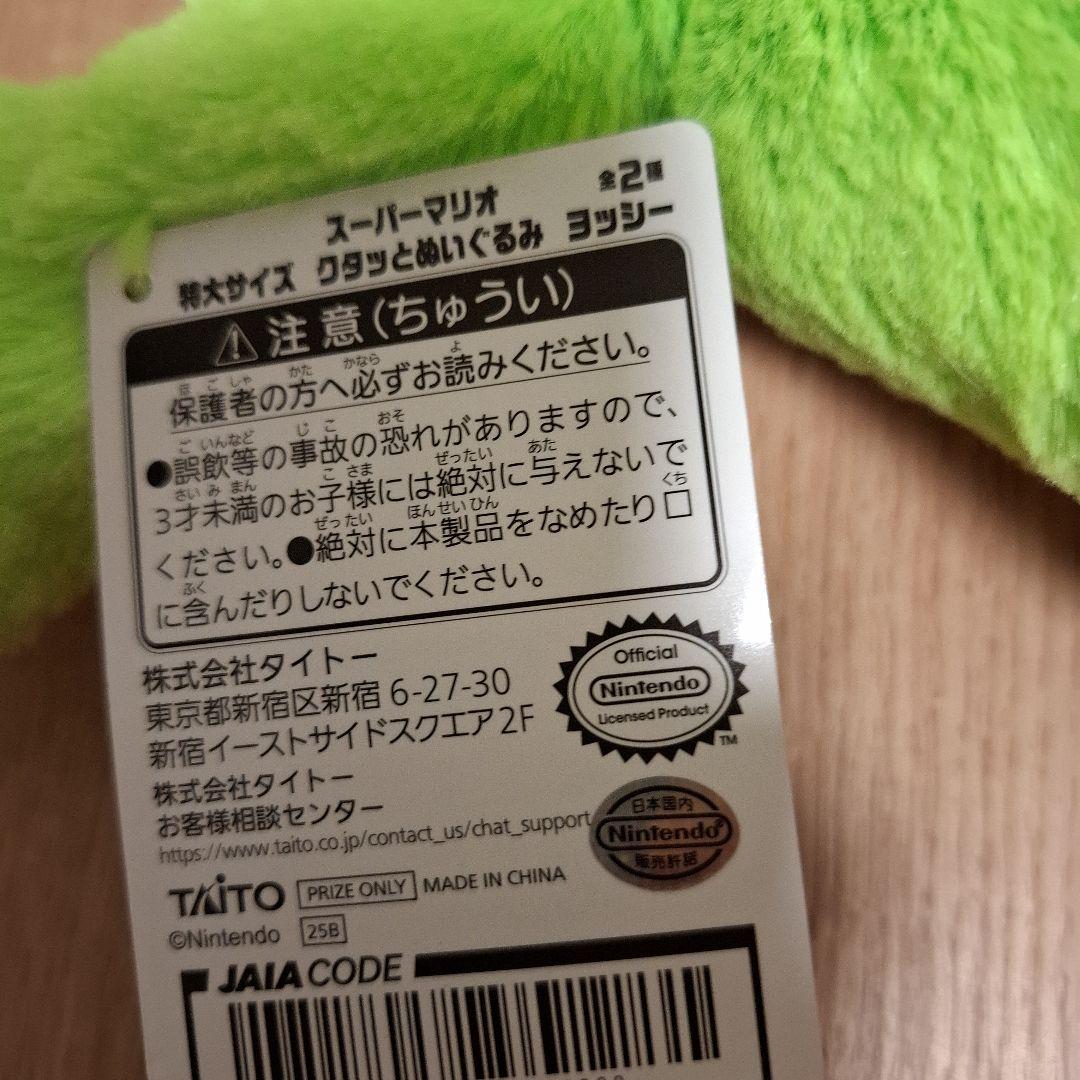 全2種
スーパーマリオ
特大サイズ クタッとぬいぐるみ ヨッシー
注意(ちゅうい)
保護者の方へ必ずお読みください。
●誤飲等の事故の恐れがありますので、
3才未満のお子様には絶対に与えないで
ください。●絶対に本製品をなめたり口
に含んだりしないでください。
株式会社タイトー
東京都新宿区新宿 6-27-30
新宿イーストサイドスクエア 2F
株式会社タイトー
お客様相談センター
https://www.taito.co.jp/contact_us/chat_support
Official
Nintendo
Licensed Product
TM
日本国内
Nintendo
販売許諾
TAITO PRIZE ONLY MADE IN CHINA
©Nintendo 25B
JAIA CODE